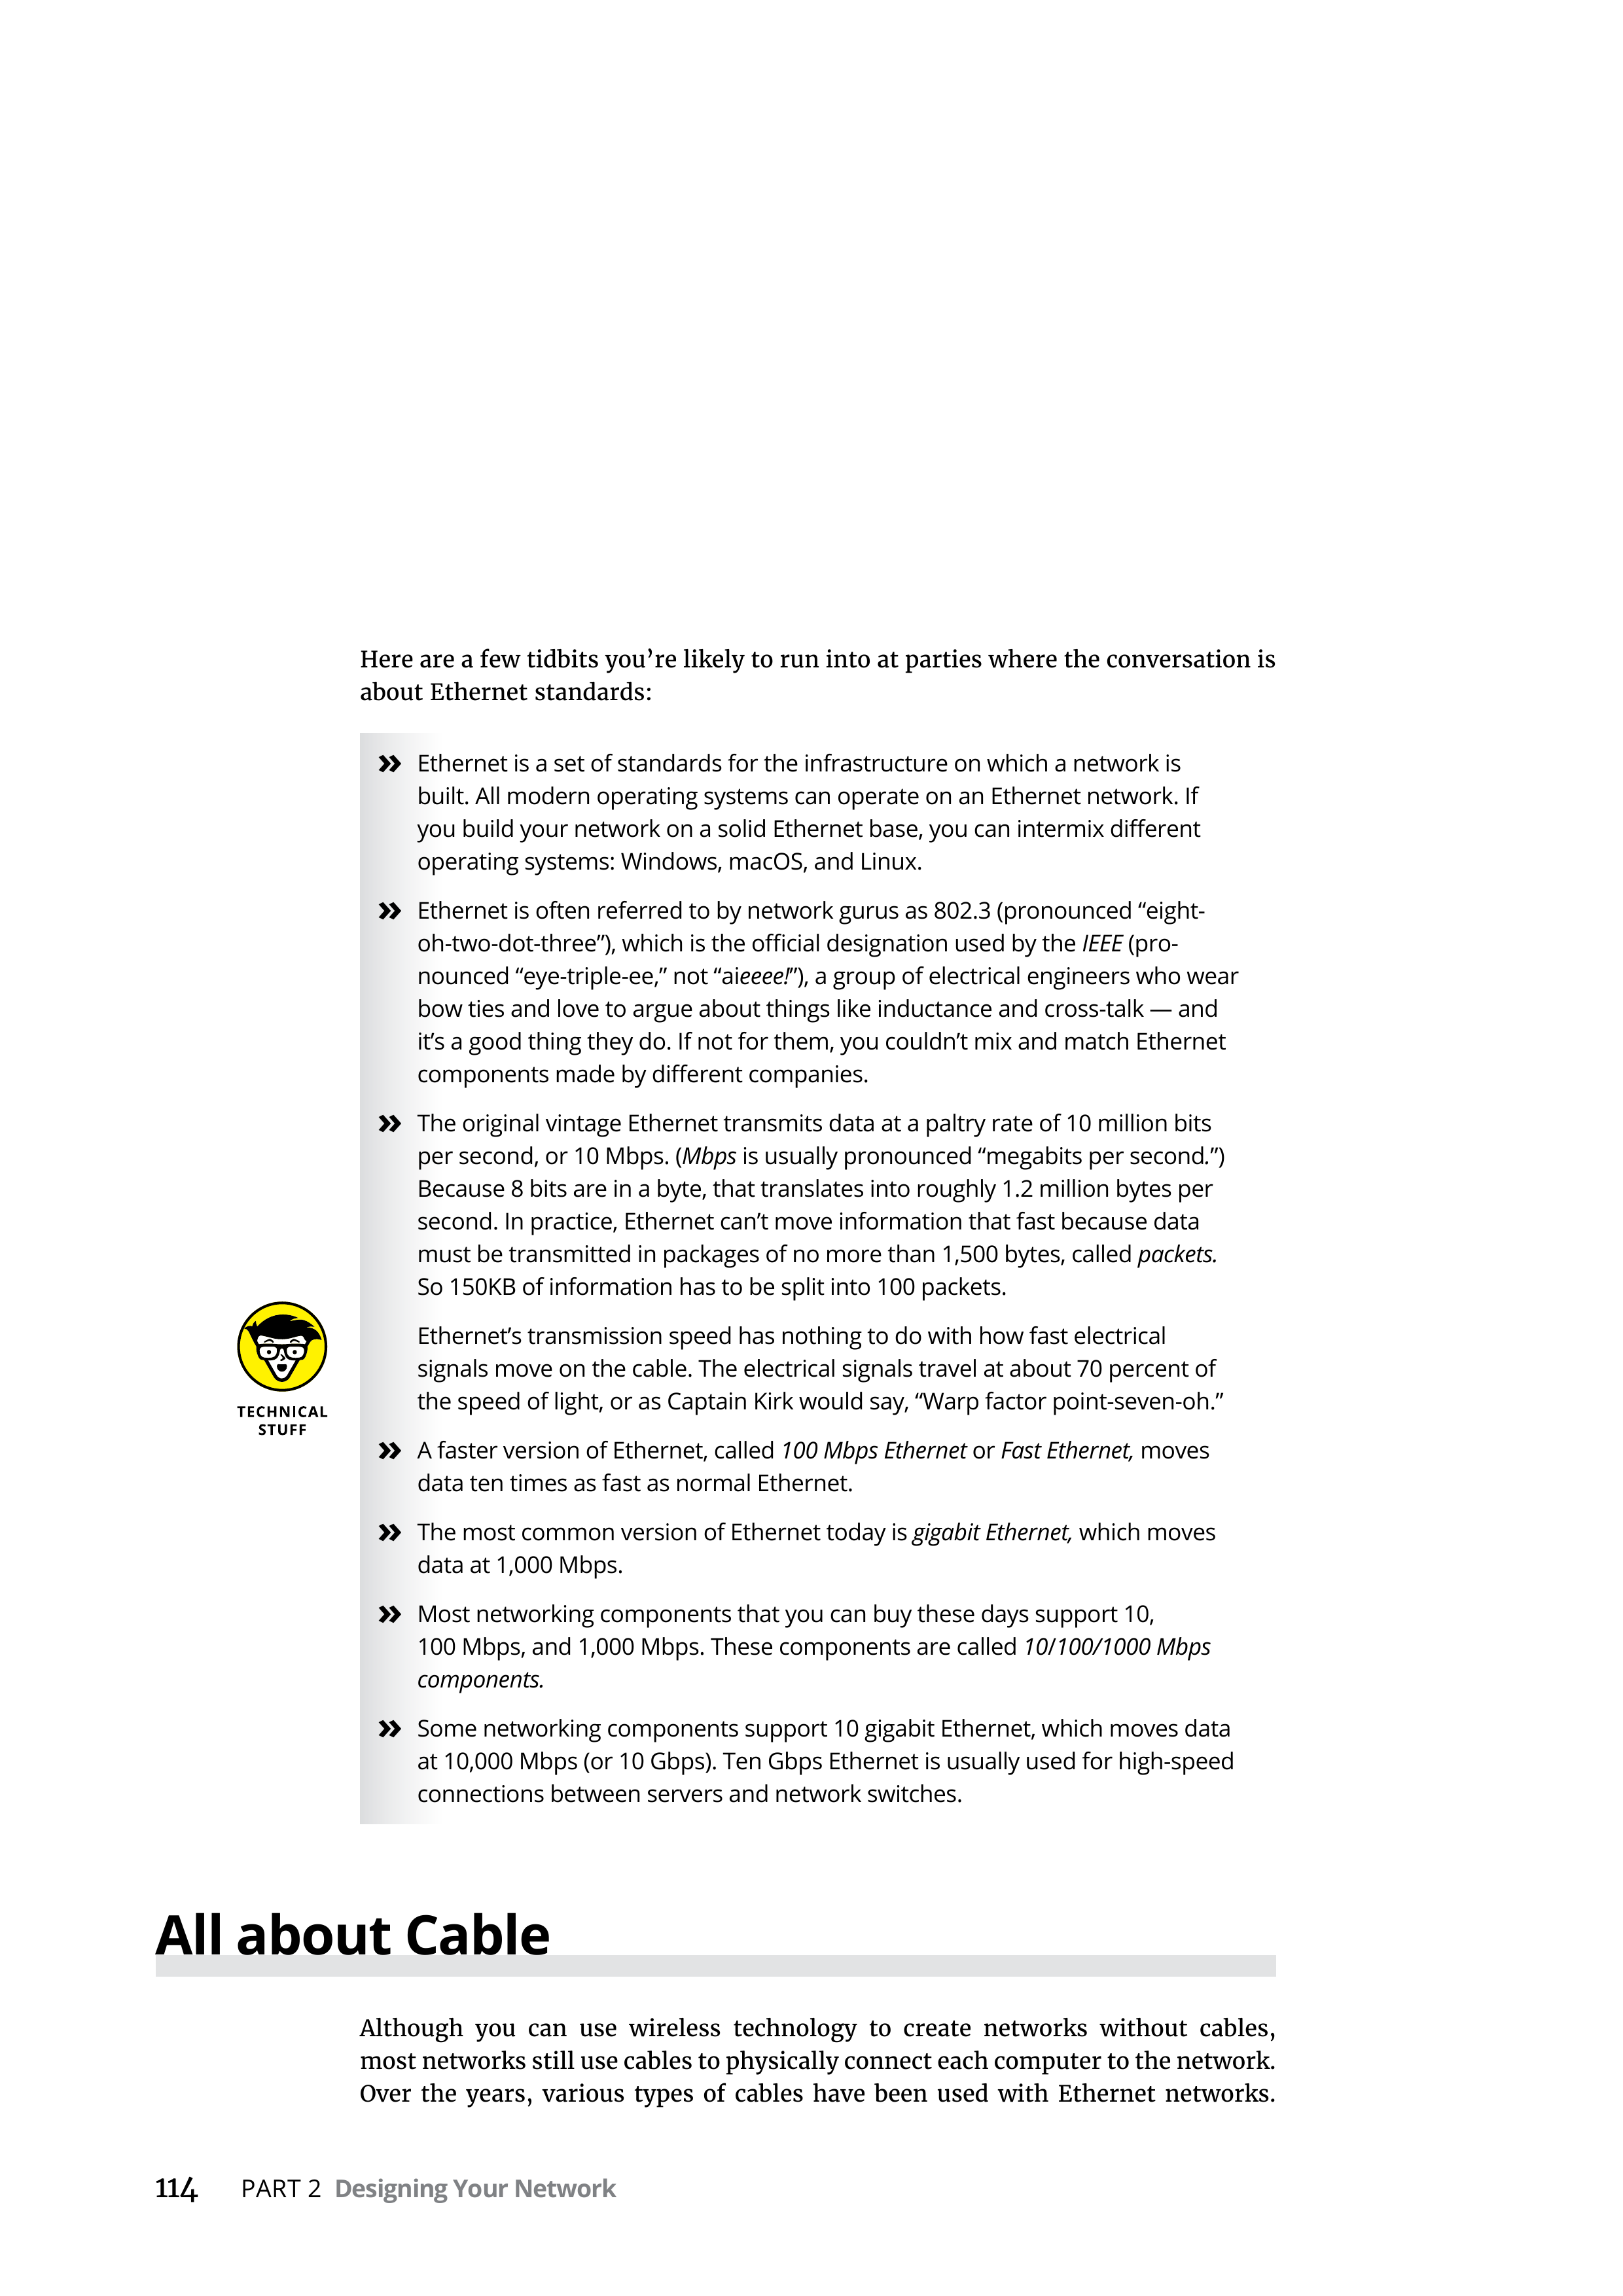 Here are a few tidbits you’re likely to run into at parties where the conversation is
about Ethernet standards:
» Ethernet is a set of standards for the infrastructure on which a network is
built. All modern operating systems can operate on an Ethernet network. If
you build your network on a solid Ethernet base, you can intermix different
operating systems: Windows, macOS, and Linux.
» Ethernet is often referred to by network gurus as 802.3 (pronounced “eight-
oh-two-dot-three”), which is the official designation used by the IEEE (pro-
nounced “eye-triple-ee,” not “aieeee!”), a group of electrical engineers who wear
bow ties and love to argue about things like inductance and cross-talk — and
it’s a good thing they do. If not for them, you couldn’t mix and match Ethernet
components made by different companies.
» The original vintage Ethernet transmits data at a paltry rate of 10 million bits
per second, or 10 Mbps. (Mbps is usually pronounced “megabits per second.”)
Because 8 bits are in a byte, that translates into roughly 1.2 million bytes per
second. In practice, Ethernet can’t move information that fast because data
must be transmitted in packages of no more than 1,500 bytes, called packets.
So 150KB of information has to be split into 100 packets.
TECHNICAL
STUFF
Ethernet’s transmission speed has nothing to do with how fast electrical
signals move on the cable. The electrical signals travel at about 70 percent of
the speed of light, or as Captain Kirk would say, “Warp factor point-seven-oh.”
» A faster version of Ethernet, called 100 Mbps Ethernet or Fast Ethernet, moves
data ten times as fast as normal Ethernet.
» The most common version of Ethernet today is gigabit Ethernet, which moves
data at 1,000 Mbps.
» Most networking components that you can buy these days support 10,
100 Mbps, and 1,000 Mbps. These components are called 10/100/1000 Mbps
components.
» Some networking components support 10 gigabit Ethernet, which moves data
at 10,000 Mbps (or 10 Gbps). Ten Gbps Ethernet is usually used for high-speed
connections between servers and network switches.
All about Cable
Although you can use wireless technology to create networks without cables,
most networks still use cables to physically connect each computer to the network.
Over the years, various types of cables have been used with Ethernet networks.
114 PART 2 Designing Your Network